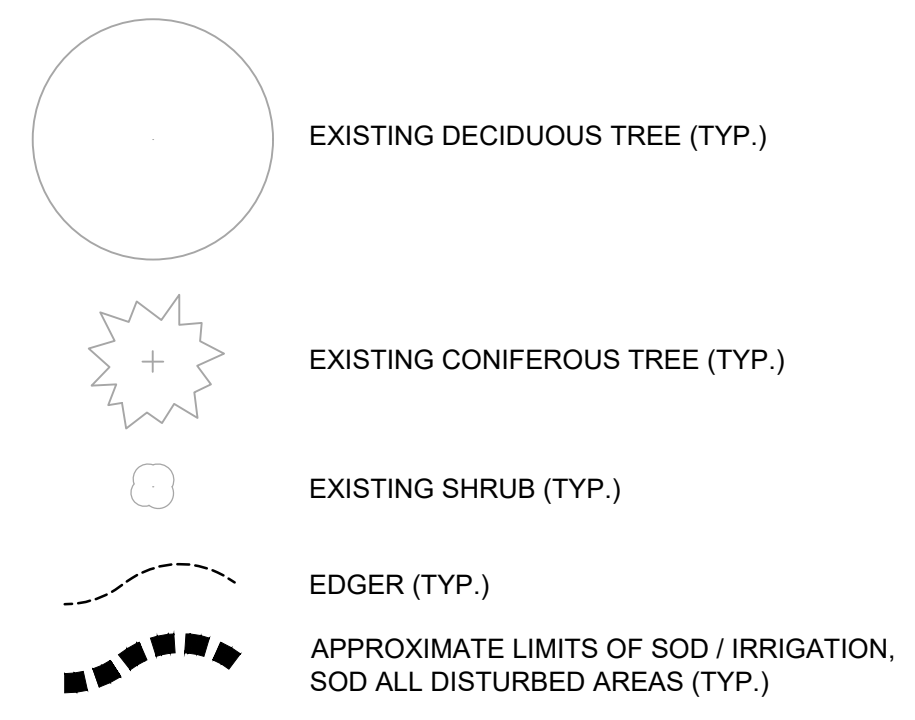 EXISTING DECIDUOUS TREE (TYP.)
EXISTING CONIFEROUS TREE (TYP.)
EXISTING SHRUB (TYP.)
EDGER (TYP.)
APPROXIMATE LIMITS OF SOD / IRRIGATION,
SOD ALL DISTURBED AREAS (TYP.)